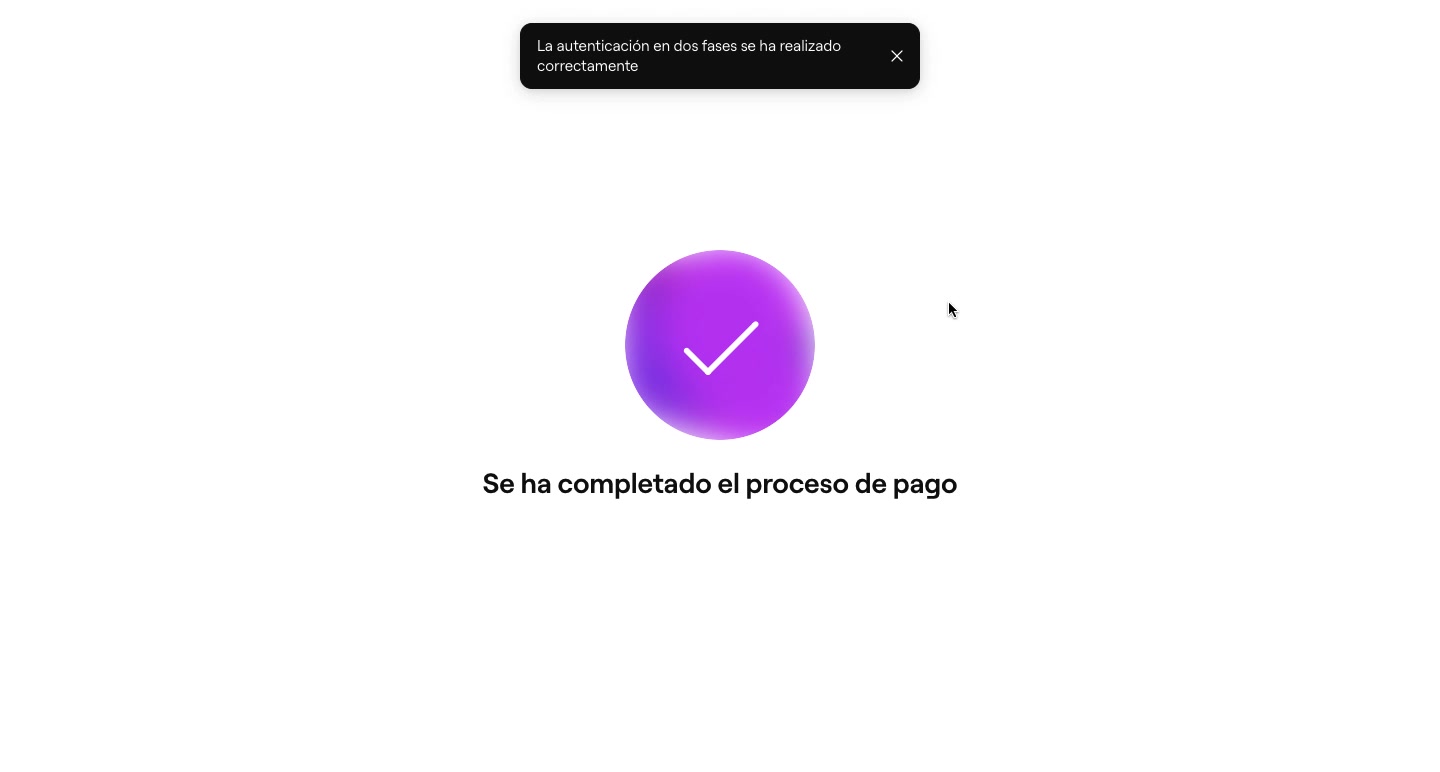 La autenticación en dos fases se ha realizado
correctamente
Se ha completado el proceso de pago